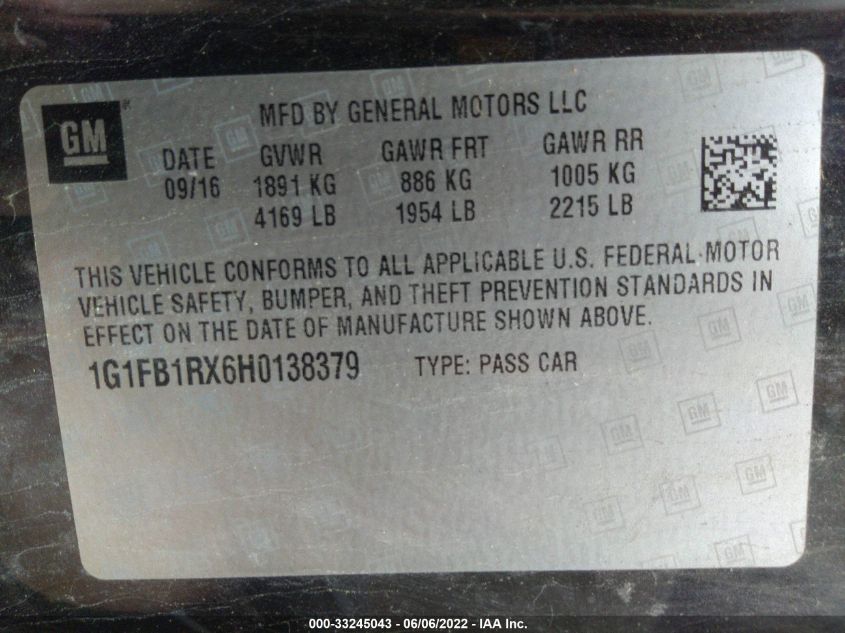 GM
MFD BY GENERAL MOTORS LLC
DATE GVWR GAWR FRT GAWR RR
09/16 1891 KG 886 KG 1005 KG
4169 LB 1954 LB 2215 LB
THIS VEHICLE CONFORMS TO ALL APPLICABLE U.S. FEDERAL MOTOR
VEHICLE SAFETY, BUMPER, AND THEFT PREVENTION STANDARDS IN
EFFECT ON THE DATE OF MANUFACTURE SHOWN ABOVE.
1G1FB1RX6H0138379 TYPE: PASS CAR
000-33245043 - 06/06/2022 - IAA Inc.